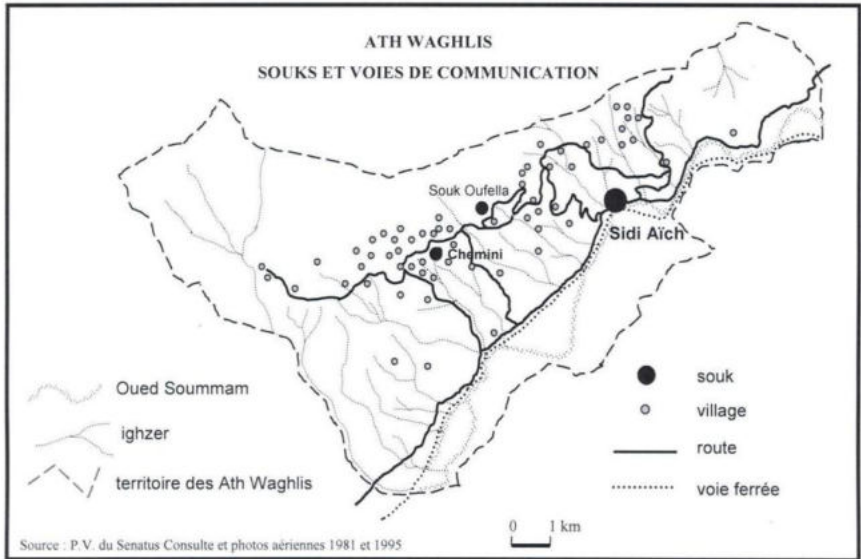 ATH WAGHLIS
SOUKS ET VOIES DE COMMUNICATION
Souk Oufella
Sidi Aïch
Chemini
Oued Soummam
ighzer
territoire des Ath Waghlis
souk
village
route
voie ferrée
Source : P.V. du Senatus Consulte et photos aériennes 1981 et 1995
0 1 km